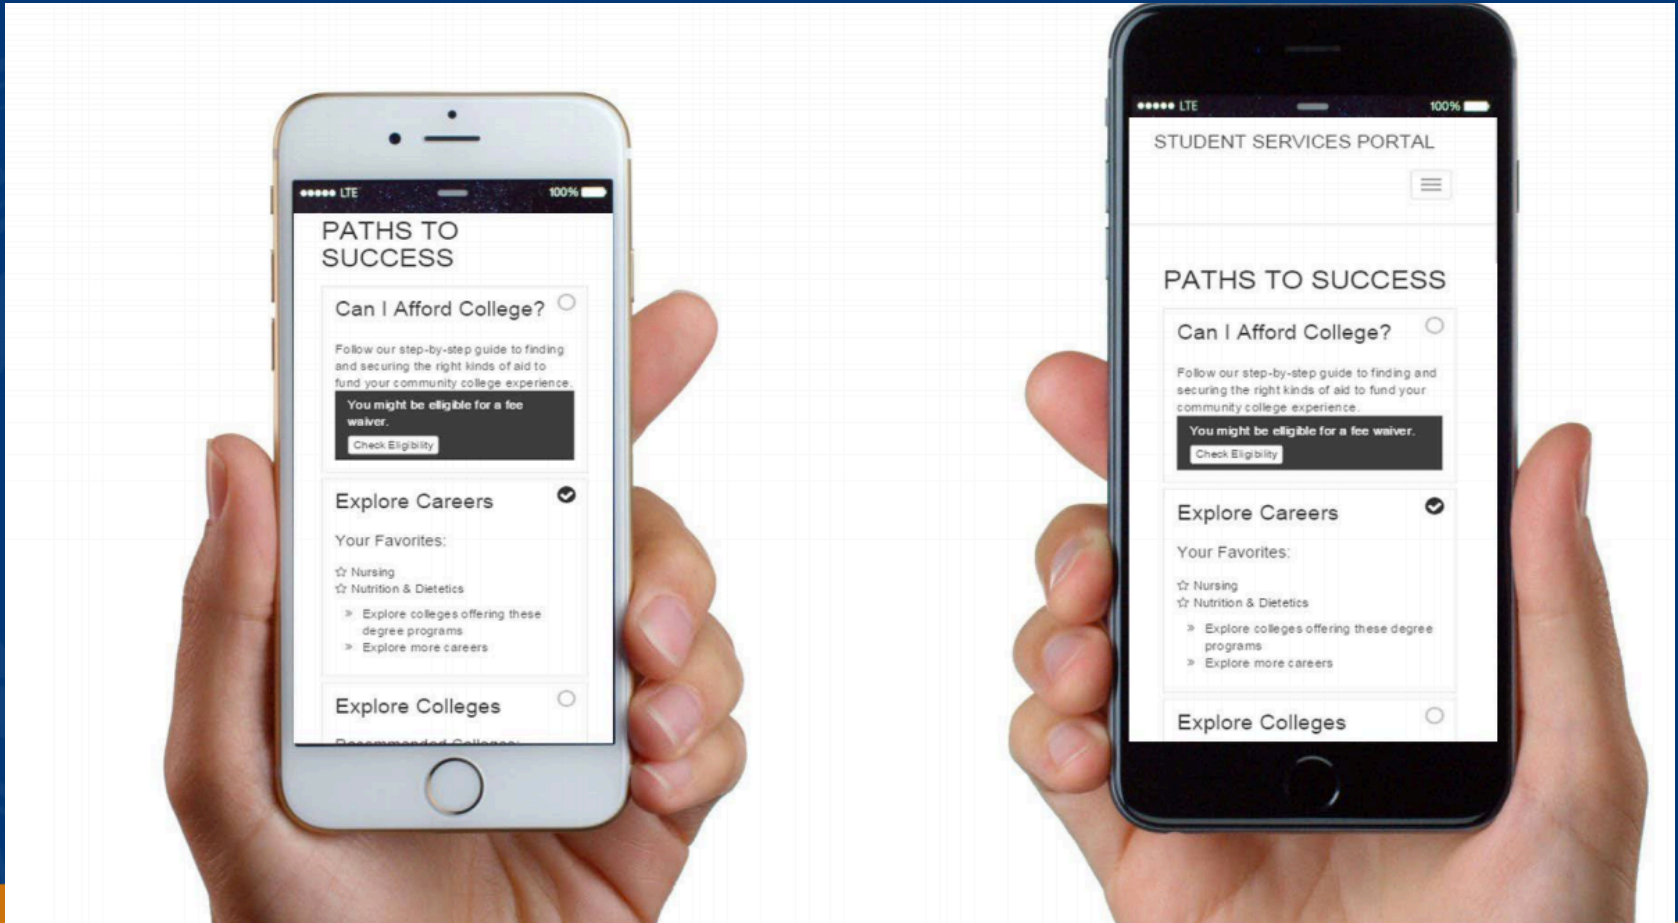 LTE 100%
PATHS TO
SUCCESS
Can I Afford College?
Follow our step-by-step guide to finding
and securing the right kinds of aid to
fund your community college experience.
You might be elligible for a fee
waiver.
Check Eligibility
Explore Careers
Your Favorites:
☆ Nursing
☆ Nutrition & Dietetics
» Explore colleges offering these
degree programs
» Explore more careers
Explore Colleges
Recommended Colleges:
LTE 100%
STUDENT SERVICES PORTAL
PATHS TO SUCCESS
Can I Afford College?
Follow our step-by-step guide to finding and
securing the right kinds of aid to fund your
community college experience.
You might be elligible for a fee waiver.
Check Eligibility
Explore Careers
Your Favorites:
☆ Nursing
☆ Nutrition & Dietetics
» Explore colleges offering these degree
programs
» Explore more careers
Explore Colleges